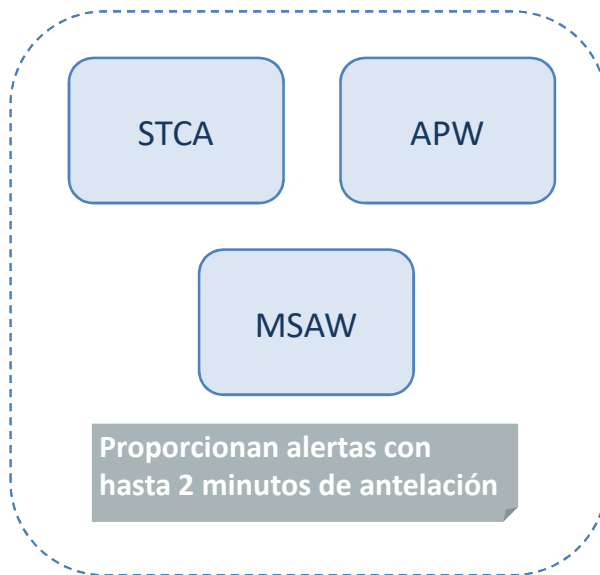 STCA
APW
MSAW
Proporcionan alertas con
hasta 2 minutos de antelación